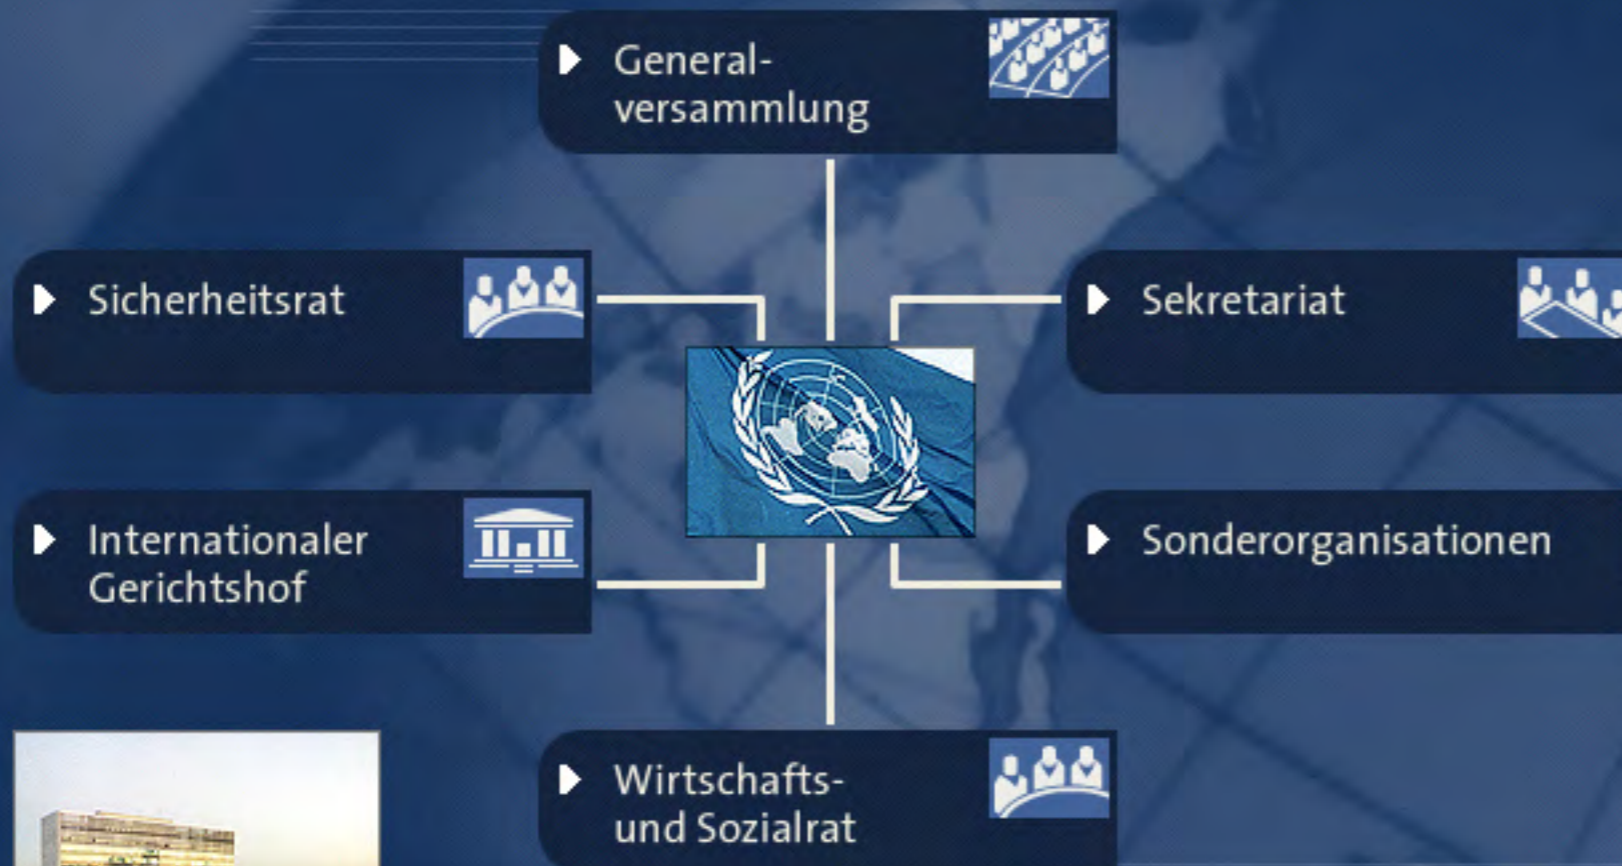 General-
versammlung
Sicherheitsrat
Sekretariat
Internationaler
Gerichtshof
Sonderorganisationen
Wirtschafts-
und Sozialrat